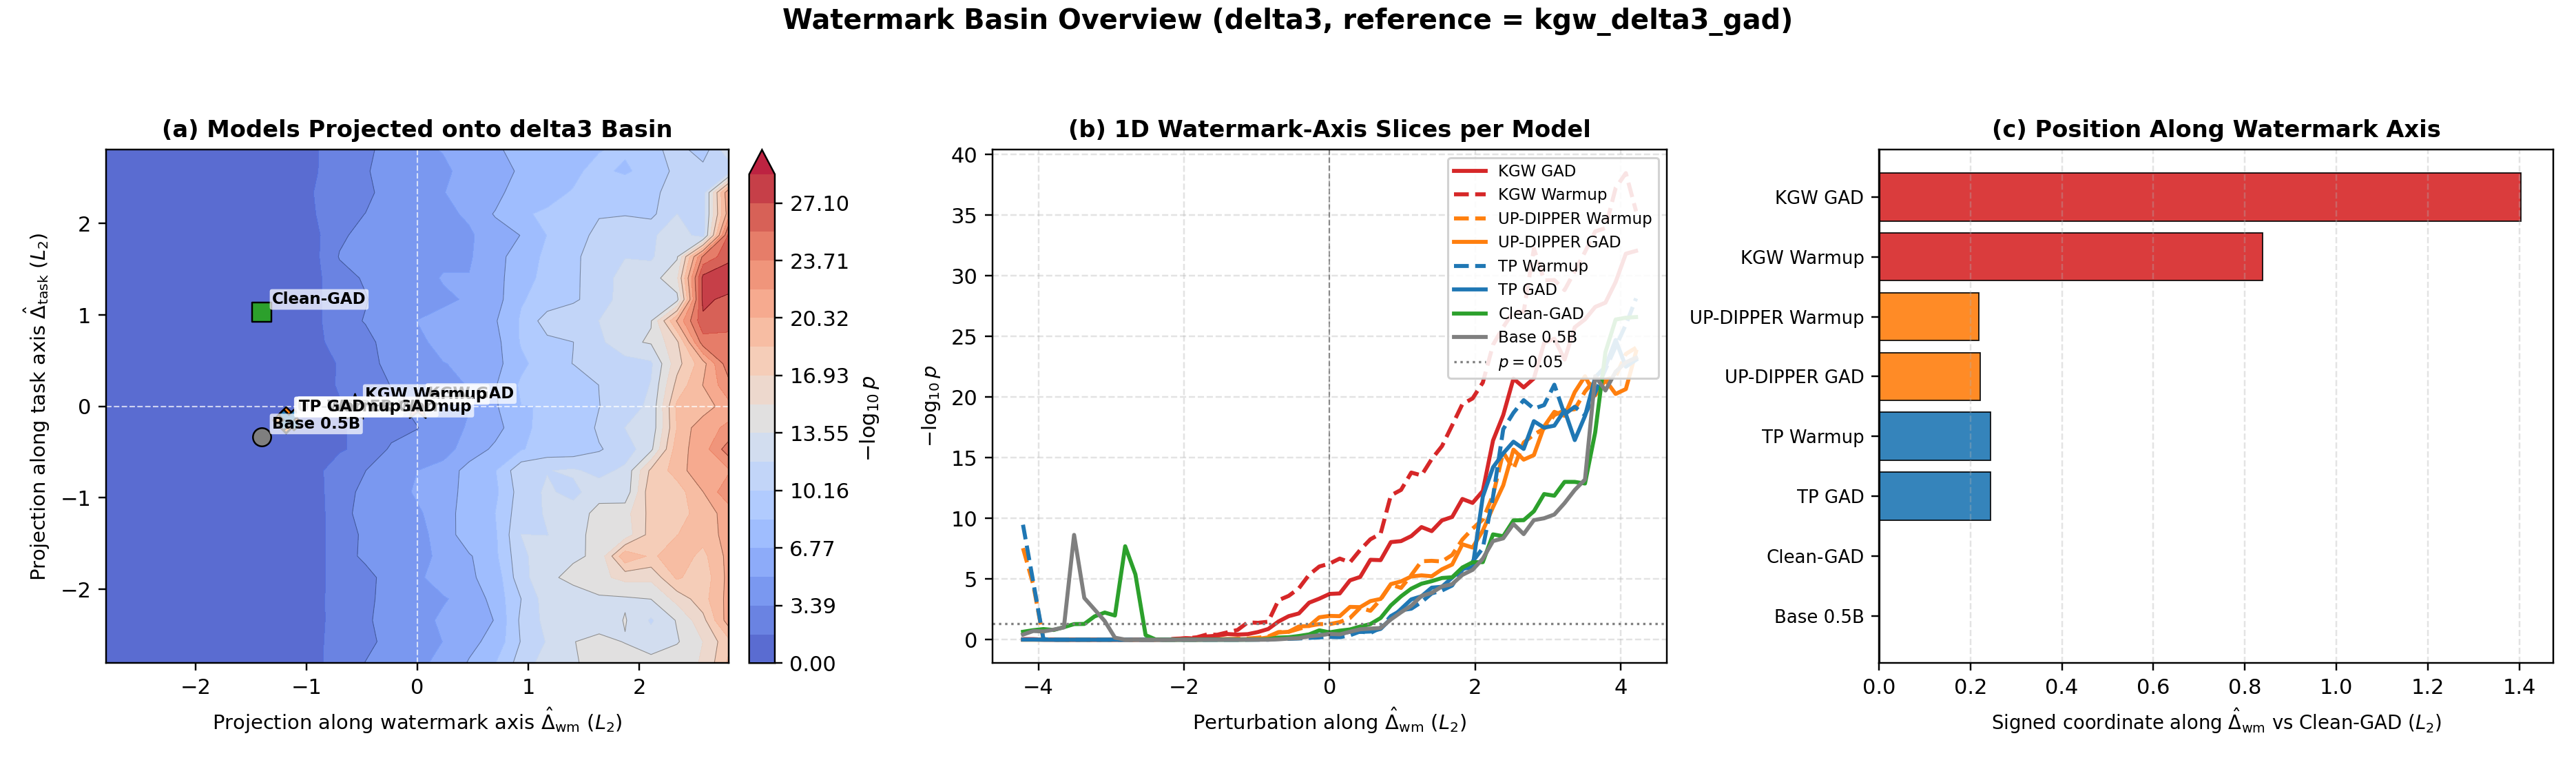 Watermark Basin Overview (delta3, reference = kgw_delta3_gad)
(a) Models Projected onto delta3 Basin
Projection along task axis Δ̂task (L2)
2
1
0
−1
−2
Clean-GAD
KGW Warmup
GAD
TP GAD
Base 0.5B
−2
−1
0
1
2
Projection along watermark axis Δ̂wm (L2)
27.10
23.71
20.32
16.93
13.55
10.16
6.77
3.39
0.00
−log10 p
(b) 1D Watermark-Axis Slices per Model
−log10 p
40
35
30
25
20
15
10
5
0
KGW GAD
KGW Warmup
UP-DIPPER Warmup
UP-DIPPER GAD
TP Warmup
TP GAD
Clean-GAD
Base 0.5B
p = 0.05
−4
−2
0
2
4
Perturbation along Δ̂wm (L2)
(c) Position Along Watermark Axis
KGW GAD
KGW Warmup
UP-DIPPER Warmup
UP-DIPPER GAD
TP Warmup
TP GAD
Clean-GAD
Base 0.5B
0.0
0.2
0.4
0.6
0.8
1.0
1.2
1.4
Signed coordinate along Δ̂wm vs Clean-GAD (L2)